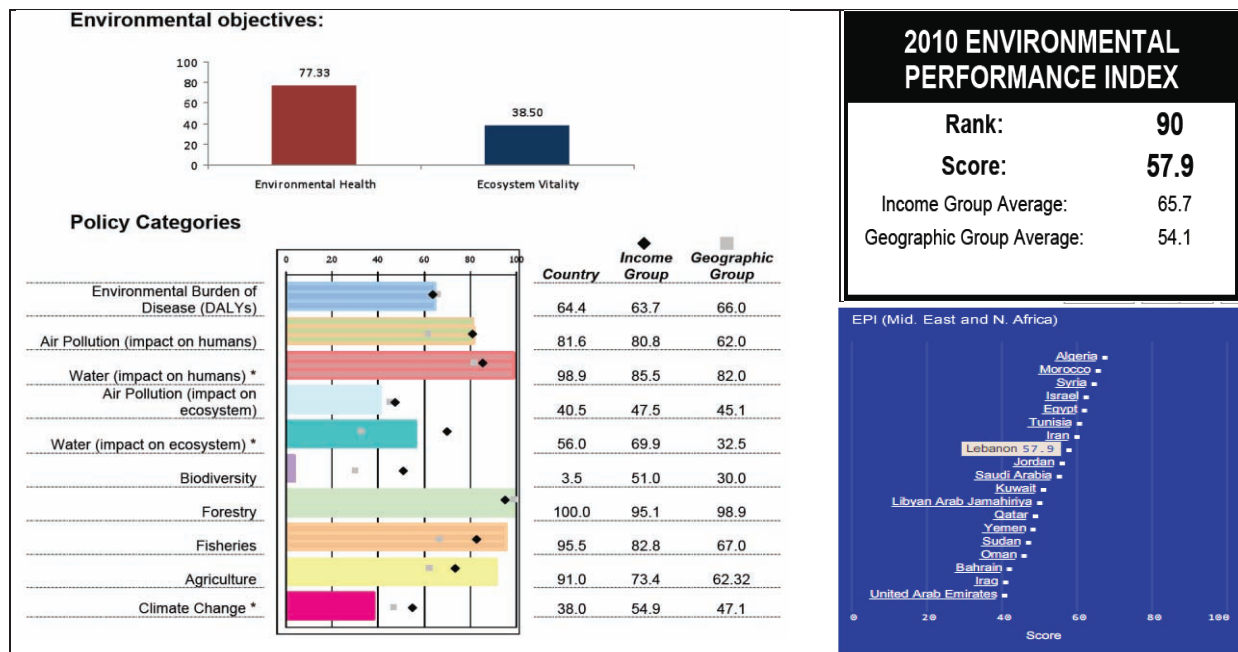 Environmental objectives:
100
80
60
40
20
0
77.33
38.50
Environmental Health
Ecosystem Vitality
Policy Categories
0 20 40 60 80 100
Country
Income Group
Geographic Group
Environmental Burden of
Disease (DALYs) 64.4 63.7 66.0
Air Pollution (impact on humans) 81.6 80.8 62.0
Water (impact on humans) * 98.9 85.5 82.0
Air Pollution (impact on
ecosystem) 40.5 47.5 45.1
Water (impact on ecosystem) * 56.0 69.9 32.5
Biodiversity 3.5 51.0 30.0
Forestry 100.0 95.1 98.9
Fisheries 95.5 82.8 67.0
Agriculture 91.0 73.4 62.32
Climate Change * 38.0 54.9 47.1
2010 ENVIRONMENTAL
PERFORMANCE INDEX
Rank: 90
Score: 57.9
Income Group Average: 65.7
Geographic Group Average: 54.1
EPI (Mid. East and N. Africa)
Algeria
Morocco
Syria
Israel
Egypt
Tunisia
Iran
Lebanon 57.9
Jordan
Saudi Arabia
Kuwait
Libyan Arab Jamahiriya
Qatar
Yemen
Sudan
Oman
Bahrain
Iraq
United Arab Emirates
0 20 40 60 80 100
Score